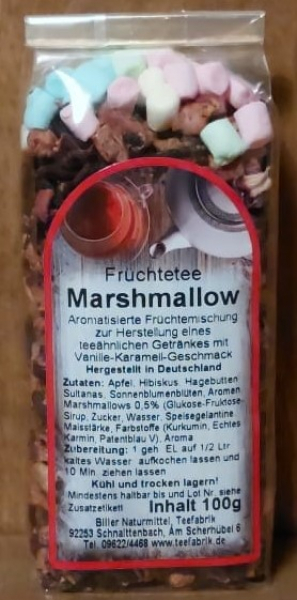 Früchtetee
Marshmallow
Aromatisierte Früchtemischung
zur Herstellung eines
teeähnlichen Getränkes mit
Vanille-Karamell-Geschmack
Hergestellt in Deutschland
Zutaten: Apfel, Hibiskus, Hagebutten
Sultanas, Sonnenblumenblüten, Aromen
Marshmallows 0,5% (Glukose-Fruktose-
Sirup, Zucker, Wasser, Speisegelantine
Maisstärke, Farbstoffe (Kurkumin, Echtes
Karmin, Patentblau V), Aroma
Zubereitung: 1 geh. EL auf 1/2 Ltr
kaltes Wasser aufkochen lassen und
10 Min. ziehen lassen
Kühl und trocken lagern!
Mindestens haltbar bis und Lot Nr. siehe
Zusatzetikett Inhalt 100g
Biller Naturmittel, Teefabrik
92253 Schnaittenbach, Am Scherhübel 6
Tel. 09622/4468 www.teefabrik.de